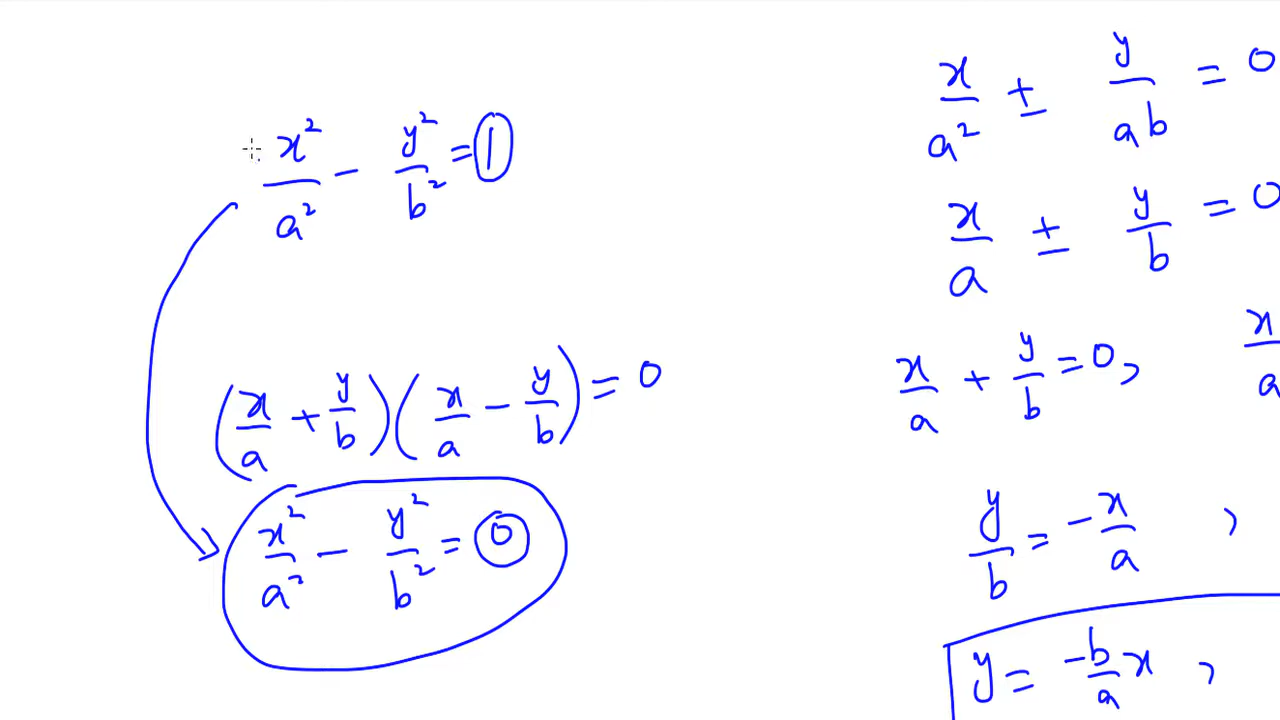 x²/a² - y²/b² = 1
(x/a + y/b)(x/a - y/b) = 0
x²/a² - y²/b² = 0
x/a² ± y/ab = 0
x/a ± y/b = 0
x/a + y/b = 0, x/a
y/b = -x/a ,
y = -b/a x ,